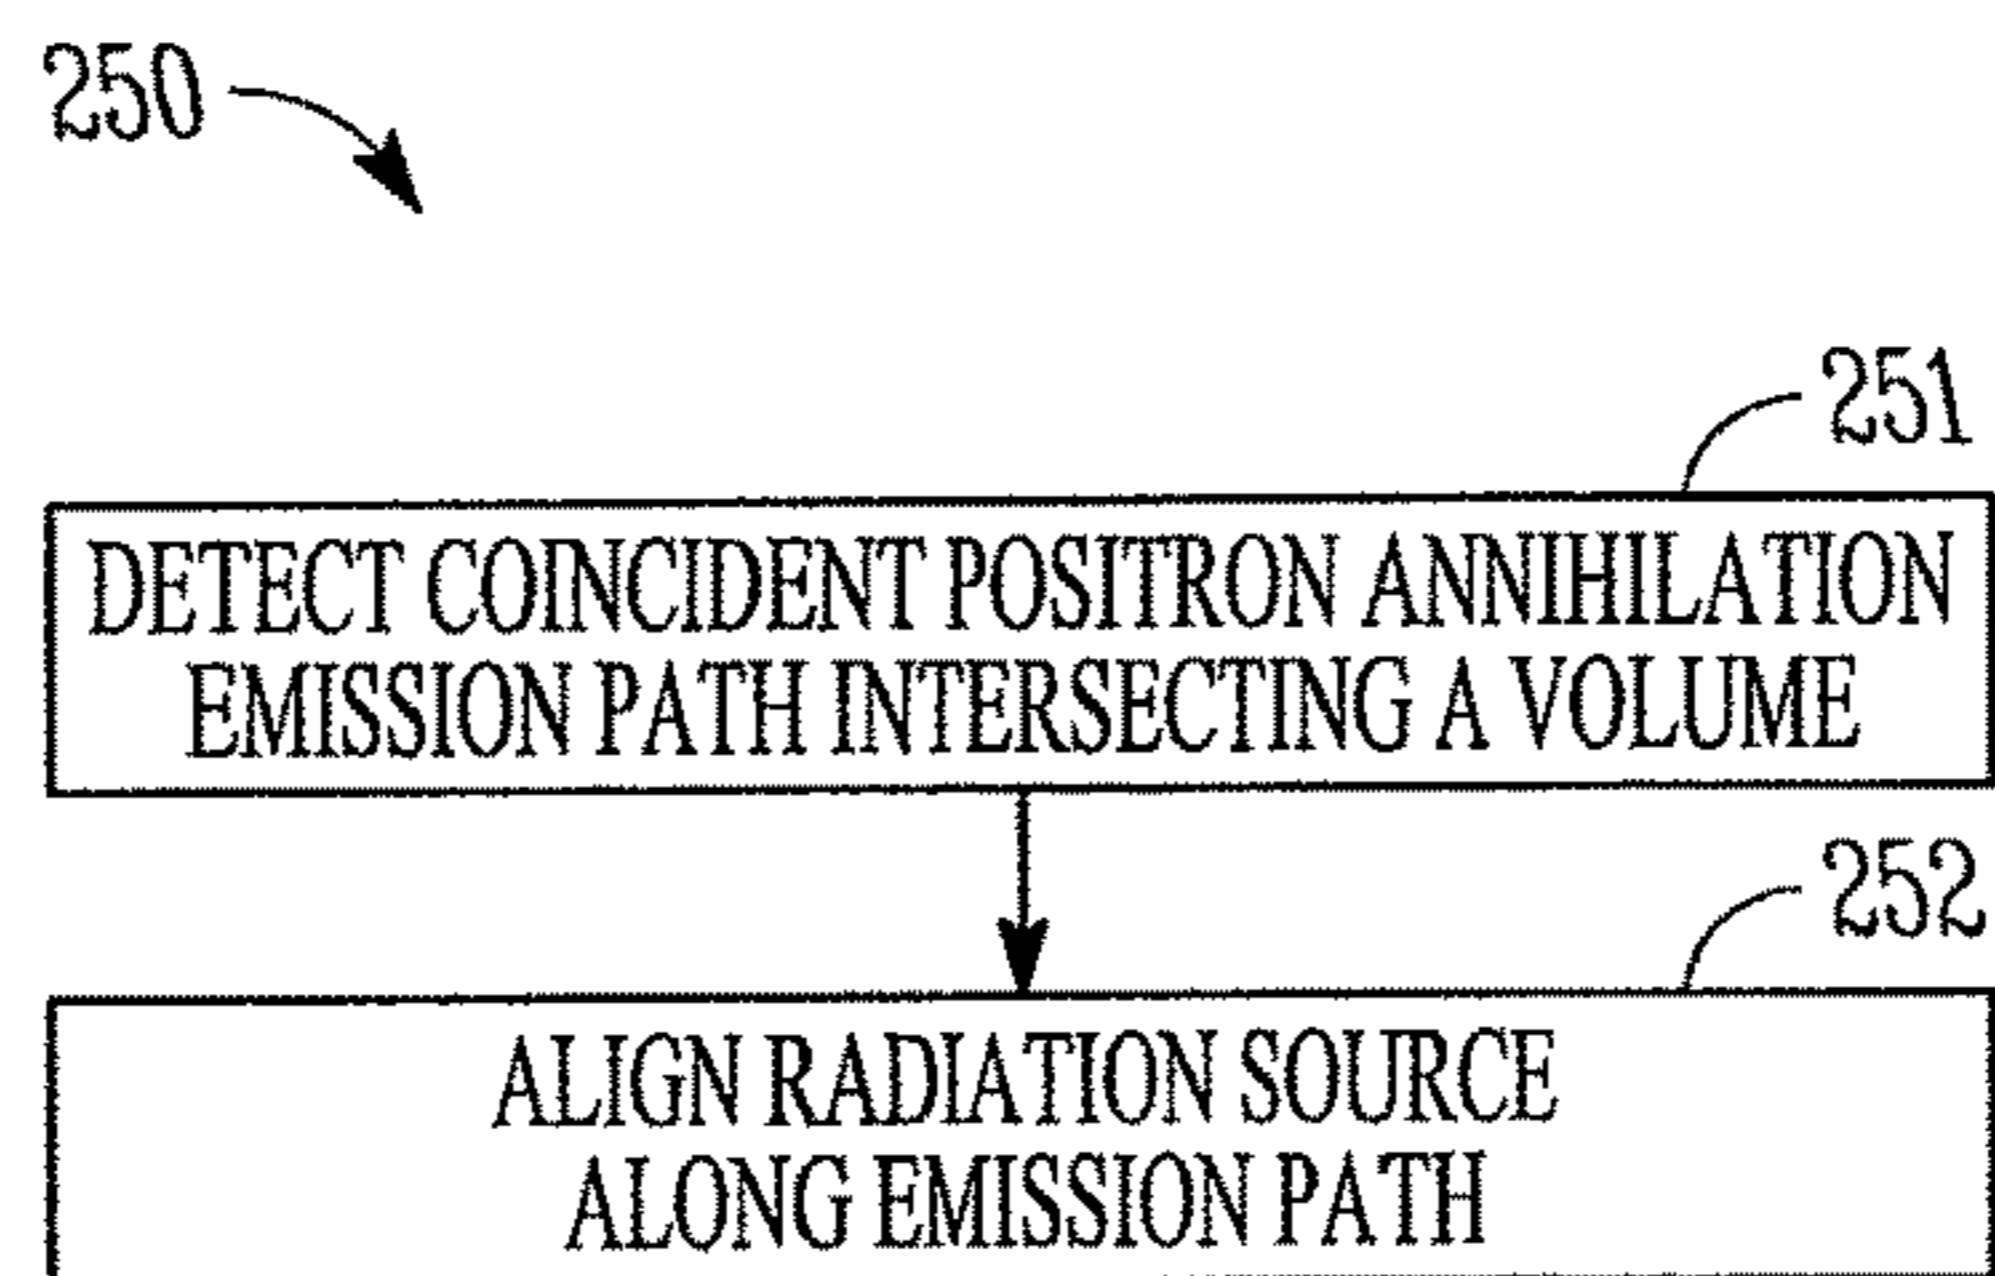 250
251
DETECT COINCIDENT POSITRON ANNIHILATION
EMISSION PATH INTERSECTING A VOLUME
252
ALIGN RADIATION SOURCE
ALONG EMISSION PATH